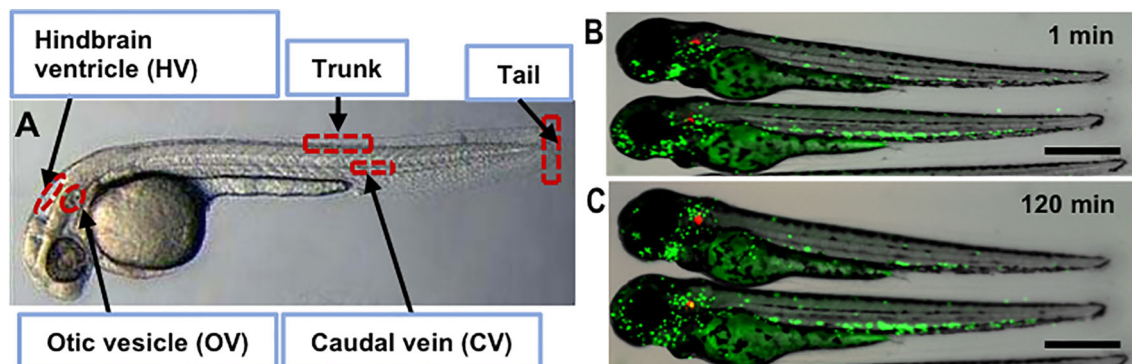 Hindbrain
ventricle (HV)
Trunk
Tail
A
Otic vesicle (OV)
Caudal vein (CV)
B
1 min
C
120 min